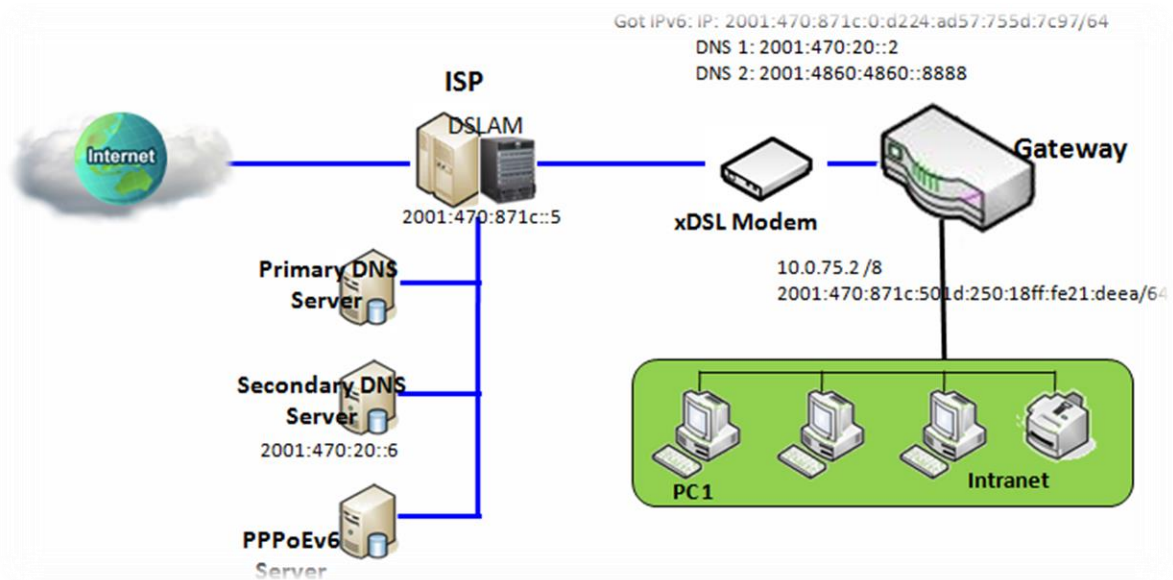 Got IPv6: IP: 2001:470:871c:0:d224:ad57:755d:7c97/64
DNS 1: 2001:470:20::2
DNS 2: 2001:4860:4860::8888
ISP
DSLAM
Internet
Gateway
2001:470:871c::5
xDSL Modem
Primary DNS
Server
10.0.75.2 /8
2001:470:871c:501d:250:18ff:fe21:deea/64
Secondary DNS
Server
2001:470:20::6
PC1
Intranet
PPPoEv6
Server